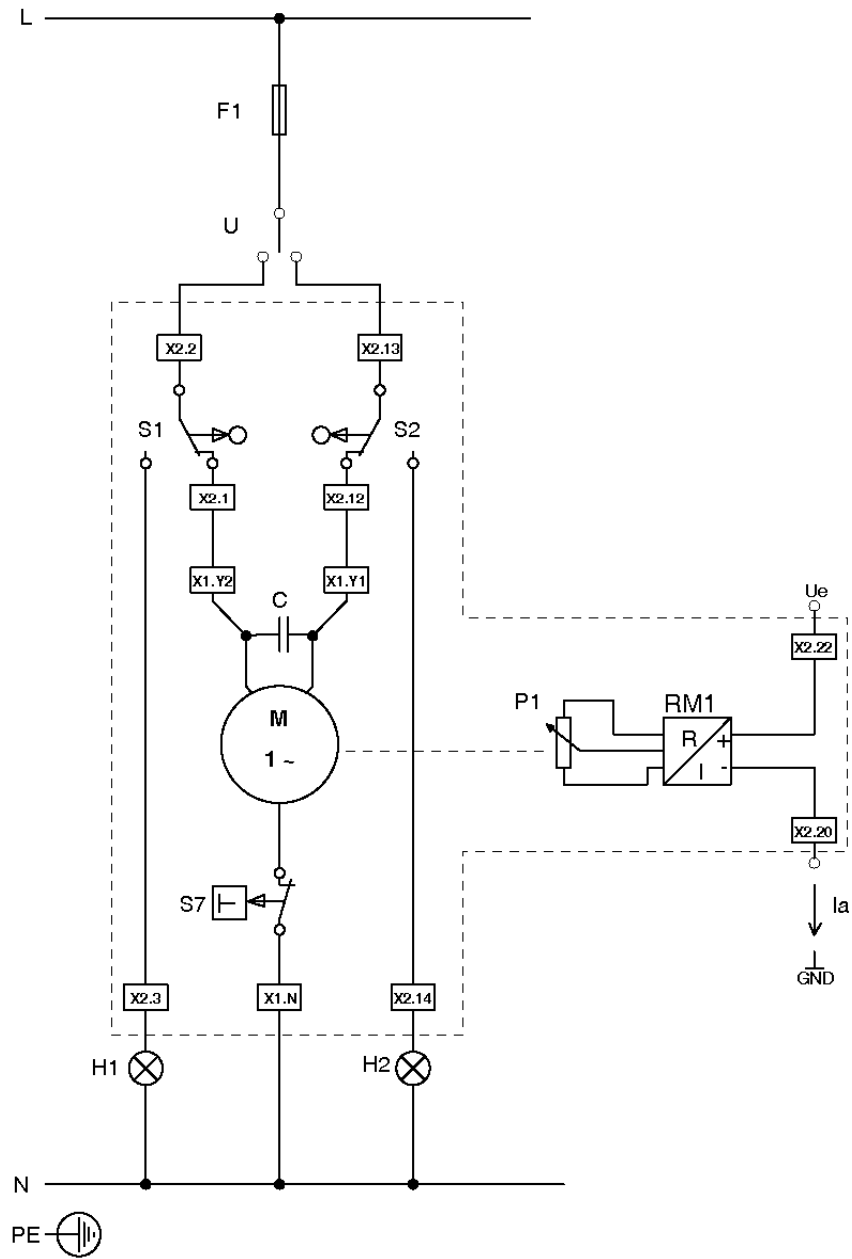 L
F1
U
X2.2
X2.13
S1
S2
X2.1
X2.12
X1.Y2
X1.Y1
C
Ue
X2.22
P1
RM1
M
R
+
1 ~
I
-
X2.20
S7
Ia
GND
X2.3
X1.N
X2.14
H1
H2
N
PE